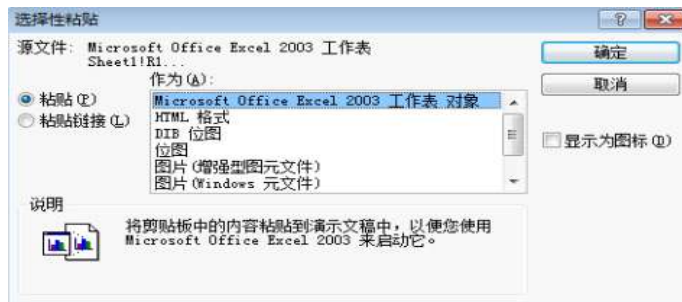 选择性粘贴
源文件: Microsoft Office Excel 2003 工作表
Sheet1!R1...
确定
作为(A):
取消
粘贴(P)
粘贴链接(L)
Microsoft Office Excel 2003 工作表 对象
HTML 格式
DIB 位图
位图
图片(增强型图元文件)
图片(Windows 元文件)
显示为图标(D)
说明
将剪贴板中的内容粘贴到演示文稿中，以便您使用
Microsoft Office Excel 2003 来启动它。